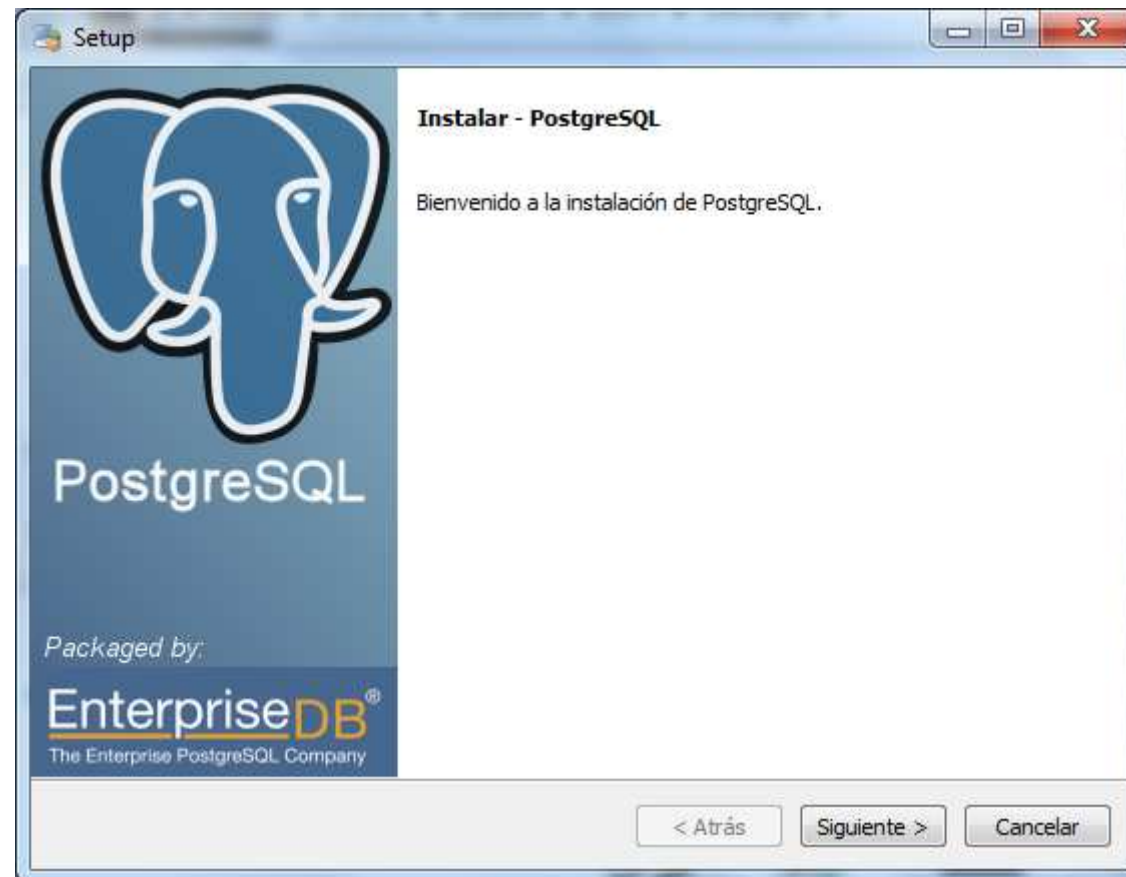 Setup
Instalar - PostgreSQL
Bienvenido a la instalación de PostgreSQL.
PostgreSQL
Packaged by:
EnterpriseDB®
The Enterprise PostgreSQL Company
< Atrás
Siguiente >
Cancelar